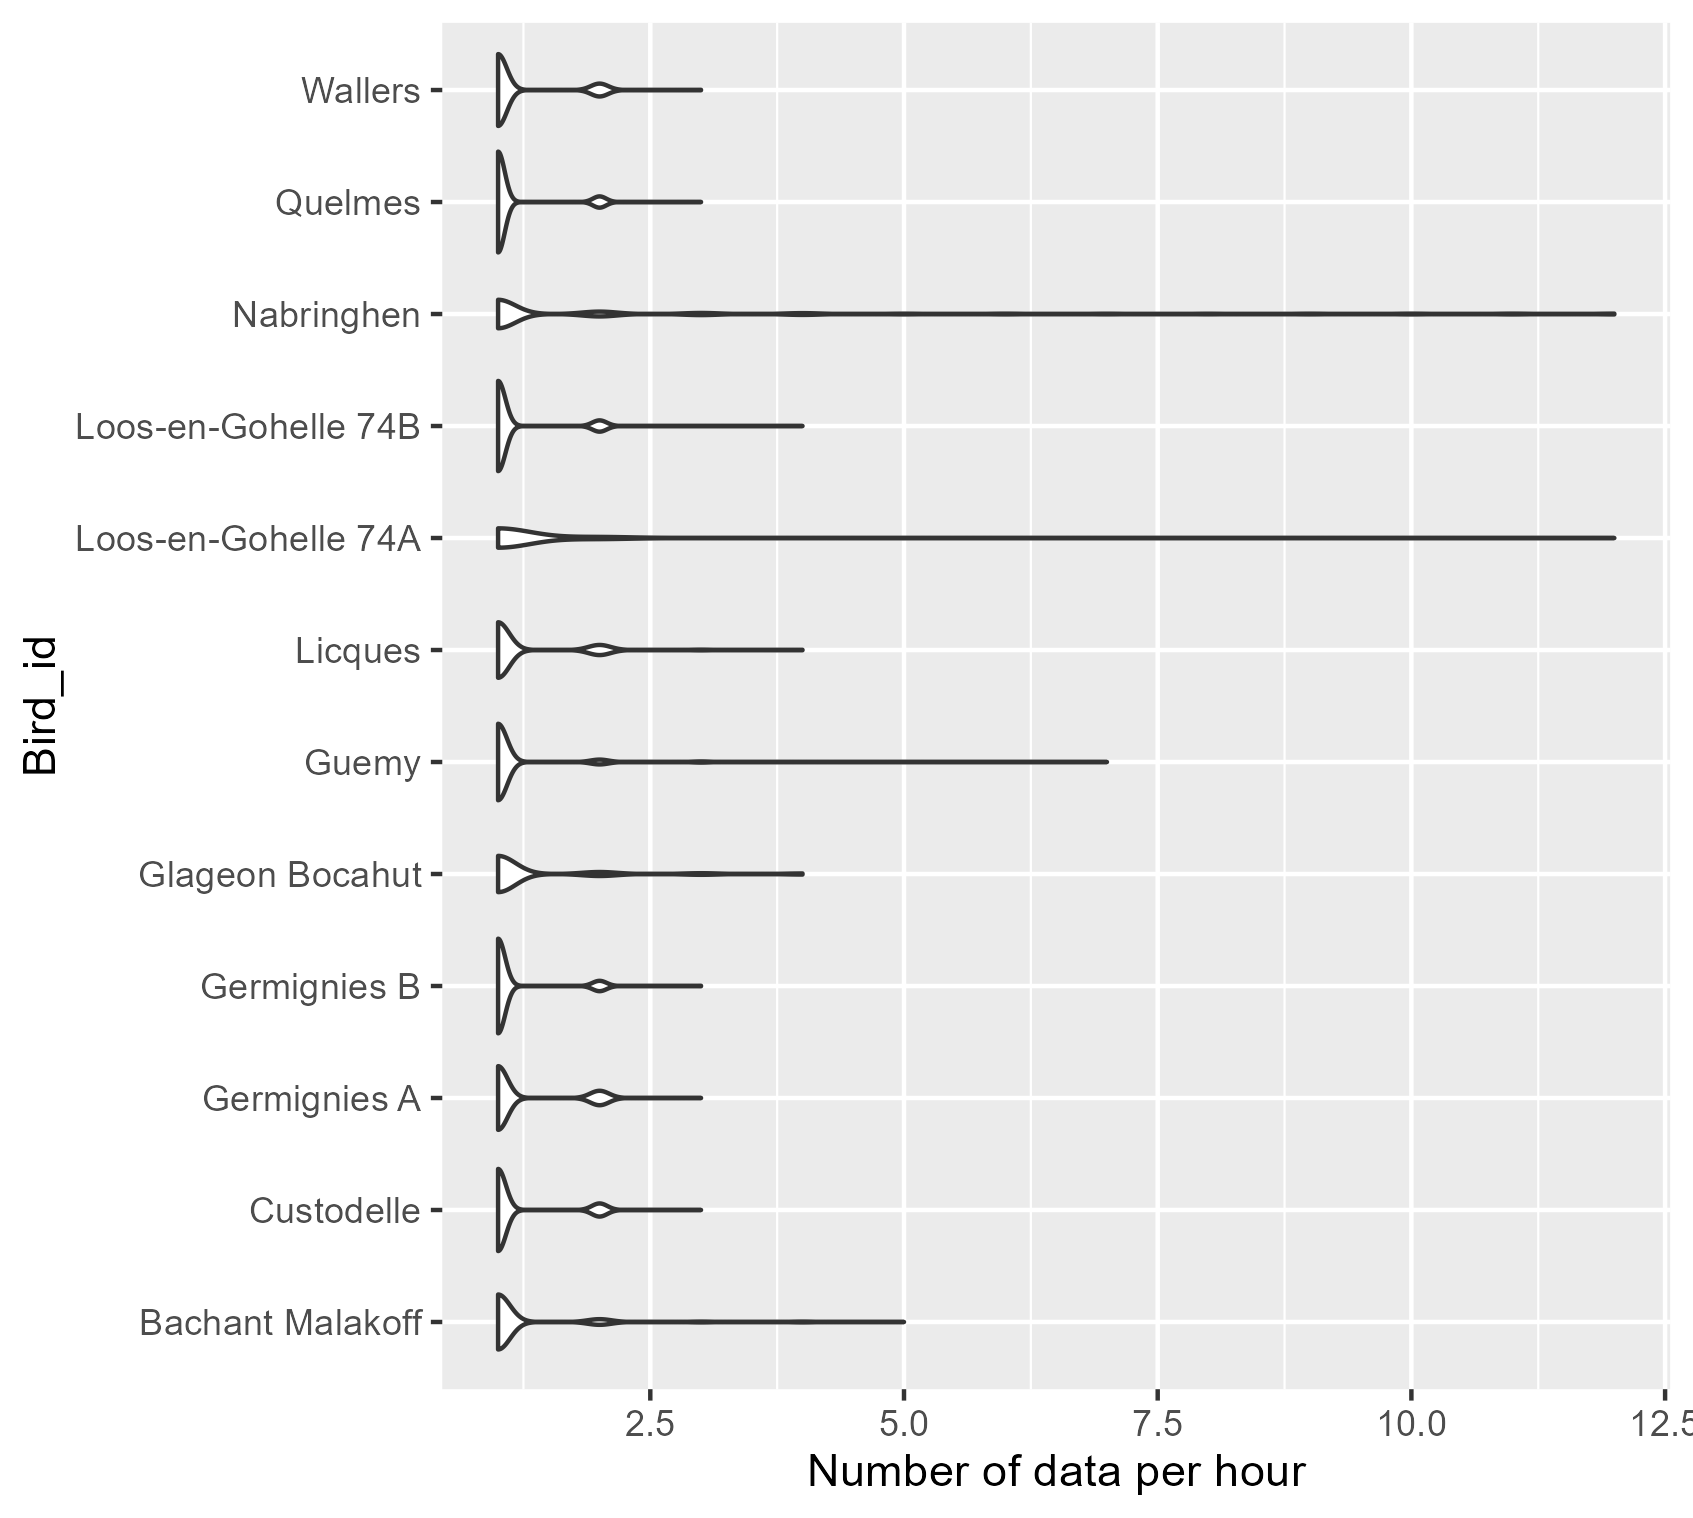 Wallers
Quelmes
Nabringhen
Loos-en-Gohelle 74B
Loos-en-Gohelle 74A
Licques
Guemy
Glageon Bocahut
Germignies B
Germignies A
Custodelle
Bachant Malakoff
Bird_id
2.5 5.0 7.5 10.0 12.5
Number of data per hour